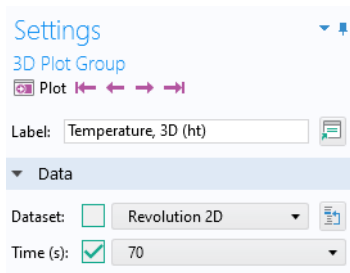 Settings
3D Plot Group
Plot
Label: Temperature, 3D (ht)
Data
Dataset: Revolution 2D
Time (s): 70